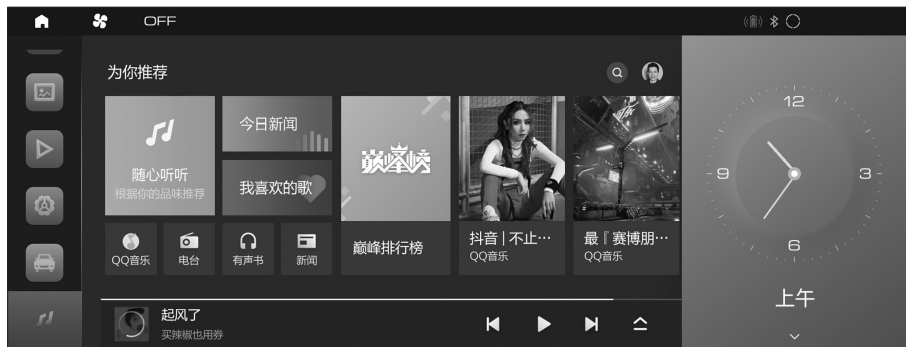 OFF
为你推荐
随心听听
根据你的品味推荐
今日新闻
我喜欢的歌
QQ音乐
电台
有声书
新闻
巅峰榜
巅峰排行榜
抖音|不止…
QQ音乐
最『赛博朋…
QQ音乐
起风了
买辣椒也用券
12
3
6
9
上午